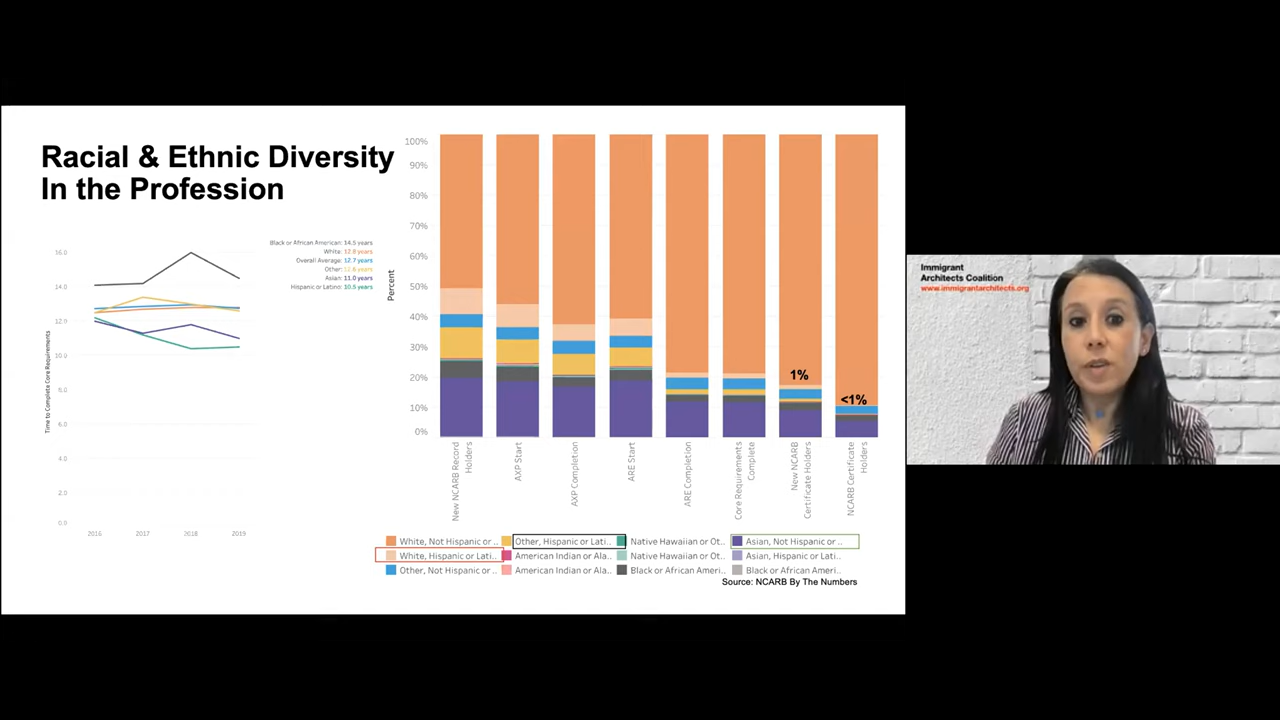 Racial & Ethnic Diversity
In the Profession
16.0
14.0
12.0
10.0
8.0
6.0
4.0
2.0
0.0
Time to Complete Core Requirements
2016
2017
2018
2019
Black or African American: 14.5 years
White: 12.8 years
Overall Average: 12.7 years
Other: 12.6 years
Asian: 11.0 years
Hispanic or Latino: 10.5 years
100%
90%
80%
70%
60%
50%
40%
30%
20%
10%
0%
Percent
1%
<1%
New NCARB Record
Holders
AXP Start
AXP Completion
ARE Start
ARE Completion
Core Requirements
Complete
New NCARB
Certificate Holders
NCARB Certificate
Holders
White, Not Hispanic or ..
Other, Hispanic or Lati..
Native Hawaiian or Ot..
Asian, Not Hispanic or ..
White, Hispanic or Lati..
American Indian or Ala..
Native Hawaiian or Ot..
Asian, Hispanic or Lati..
Other, Not Hispanic or ..
American Indian or Ala..
Black or African Ameri..
Black or African Ameri..
Source: NCARB By The Numbers
Immigrant
Architects Coalition
www.immigrantarchitects.org